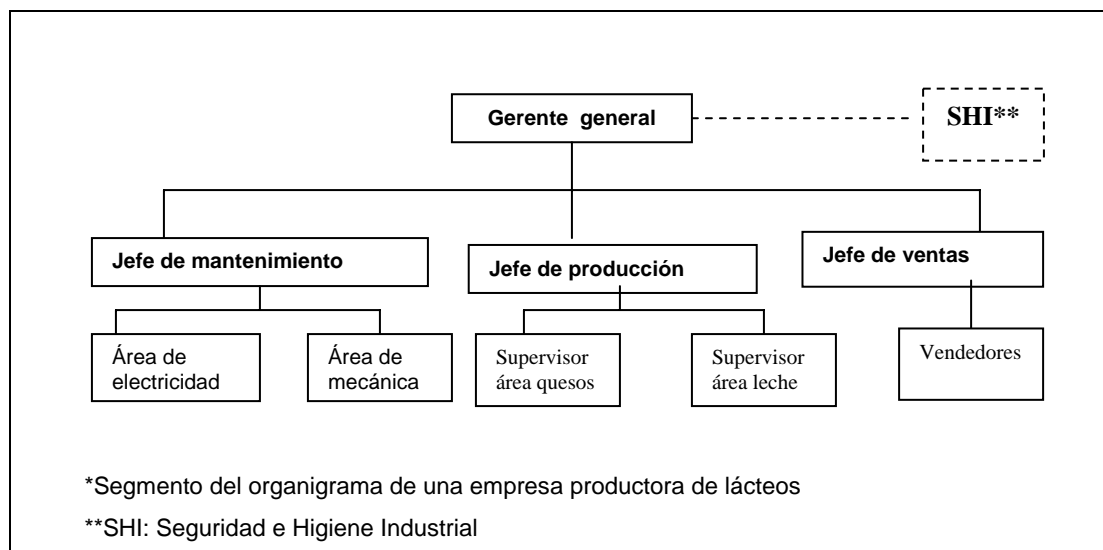 Gerente general
SHI**
Jefe de mantenimiento
Jefe de producción
Jefe de ventas
Área de
electricidad
Área de
mecánica
Supervisor
área quesos
Supervisor
área leche
Vendedores
*Segmento del organigrama de una empresa productora de lácteos
**SHI: Seguridad e Higiene Industrial